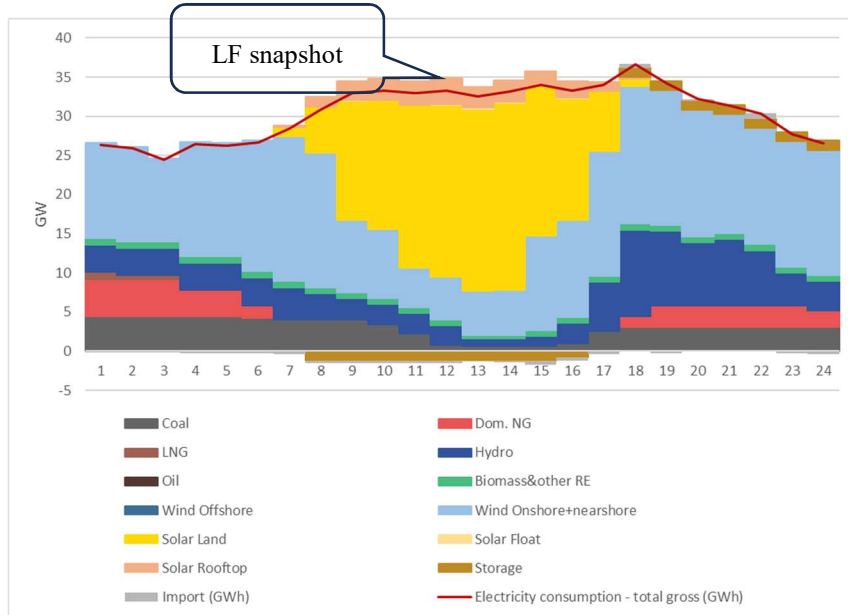 LF snapshot
40
35
30
25
20
15
10
5
0
-5
GW
1 2 3 4 5 6 7 8 9 10 11 12 13 14 15 16 17 18 19 20 21 22 23 24
Coal Dom. NG
LNG Hydro
Oil Biomass&other RE
Wind Offshore Wind Onshore+nearshore
Solar Land Solar Float
Solar Rooftop Storage
Import (GWh) Electricity consumption - total gross (GWh)